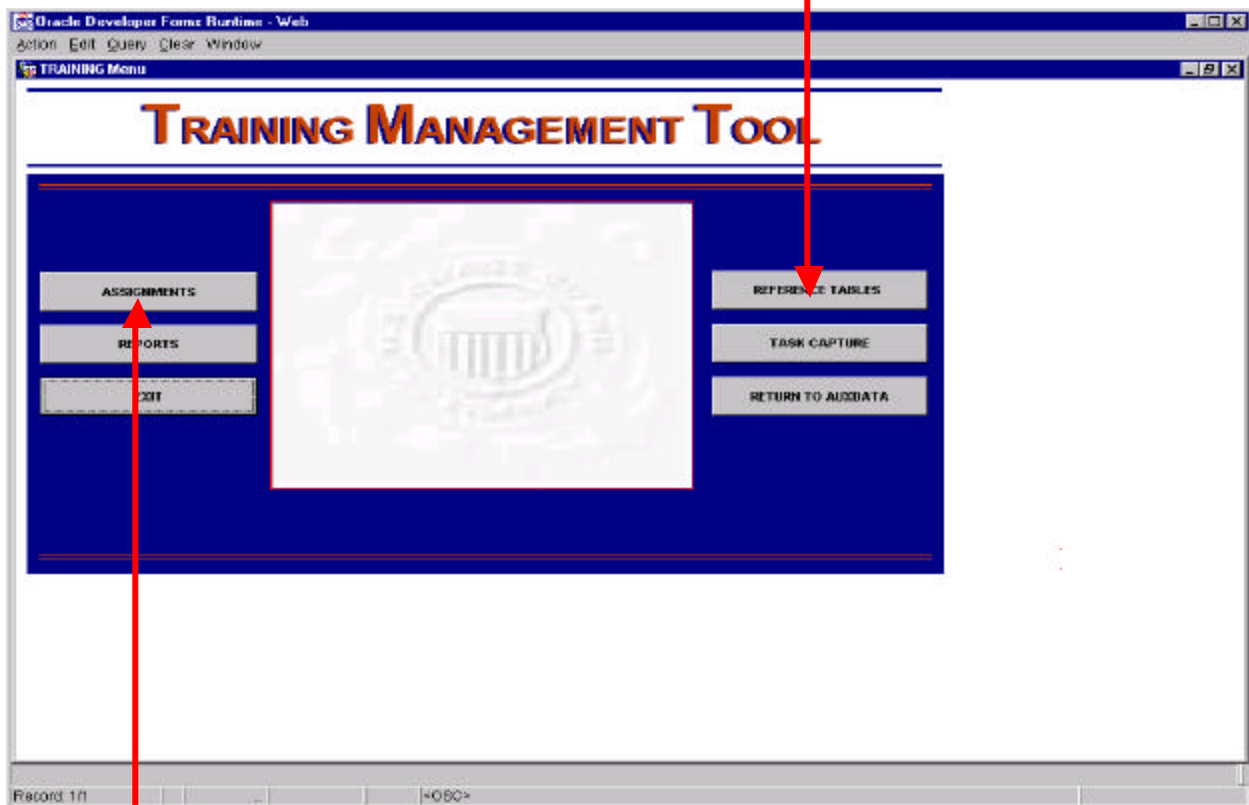 Oracle Developer Forms Runtime - Web
Action Edit Query Clear Window
TRAINING Menu
TRAINING MANAGEMENT TOOL
ASSIGNMENTS
REPORTS
EXIT
REFERENCE TABLES
TASK CAPTURE
RETURN TO AUXDATA
Record: 1/1 <OSC>